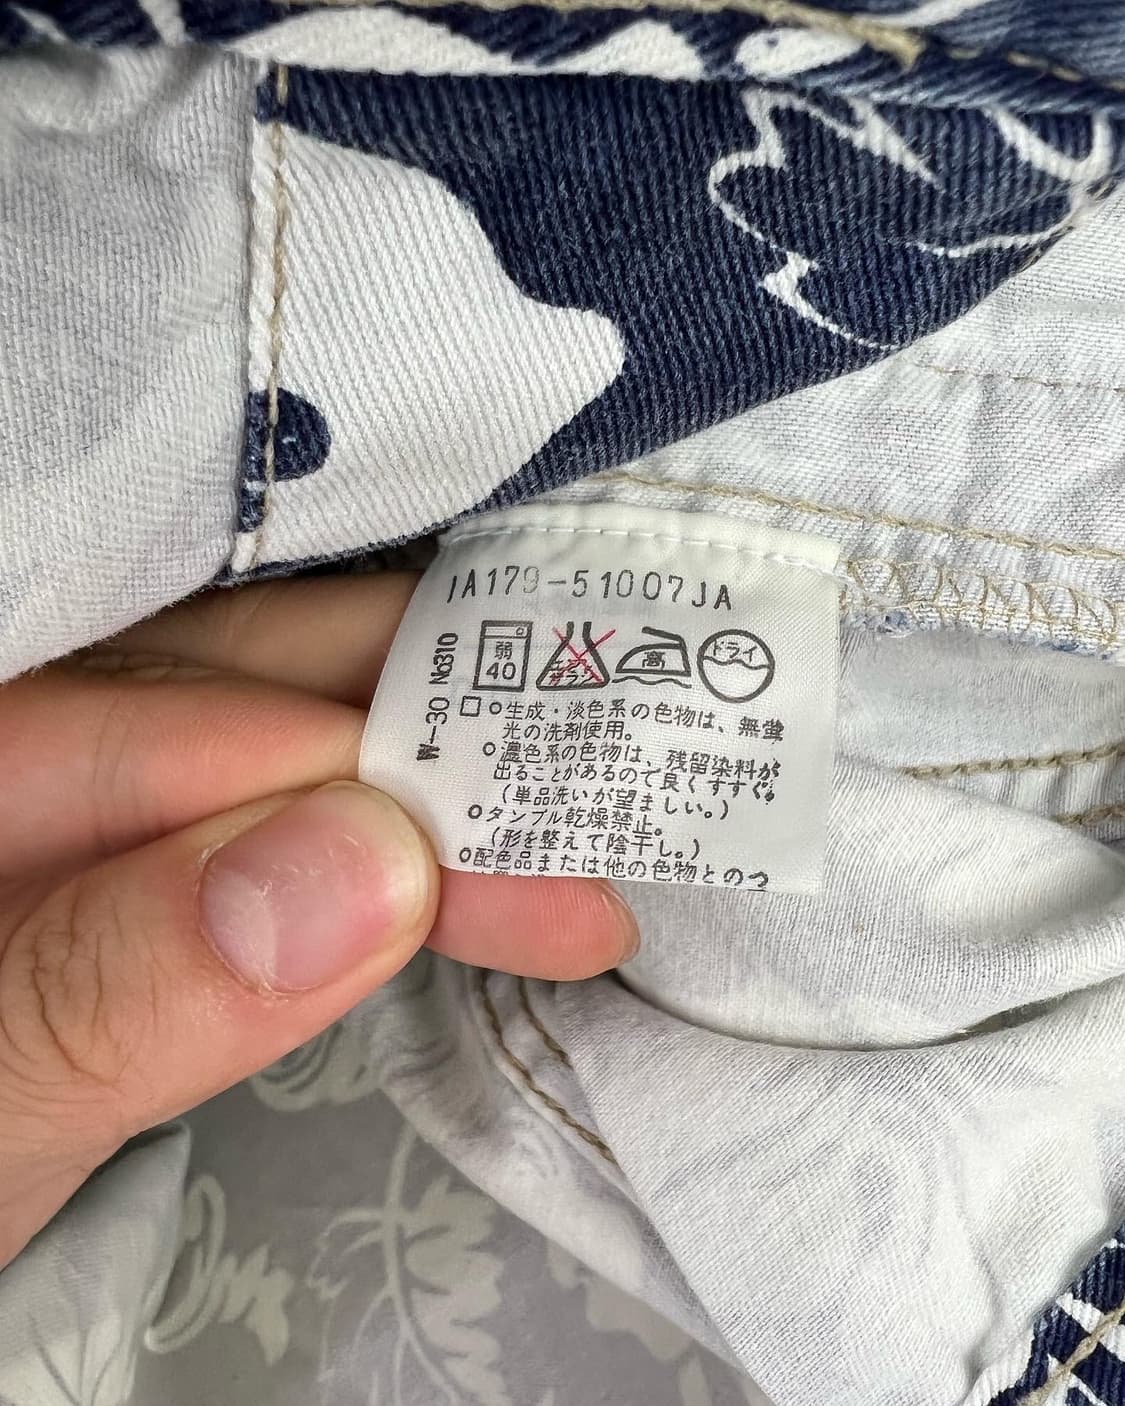 JA179-51007JA
弱
40
エンソ
サラシ
高
ドライ
W-30 No310
□○生成・淡色系の色物は、無蛍
光の洗剤使用。
○濃色系の色物は、残留染料が
出ることがあるので良くすすぐ。
(単品洗いが望ましい。)
○タンブル乾燥禁止。
(形を整えて陰干し。)
○配色品または他の色物とのつ